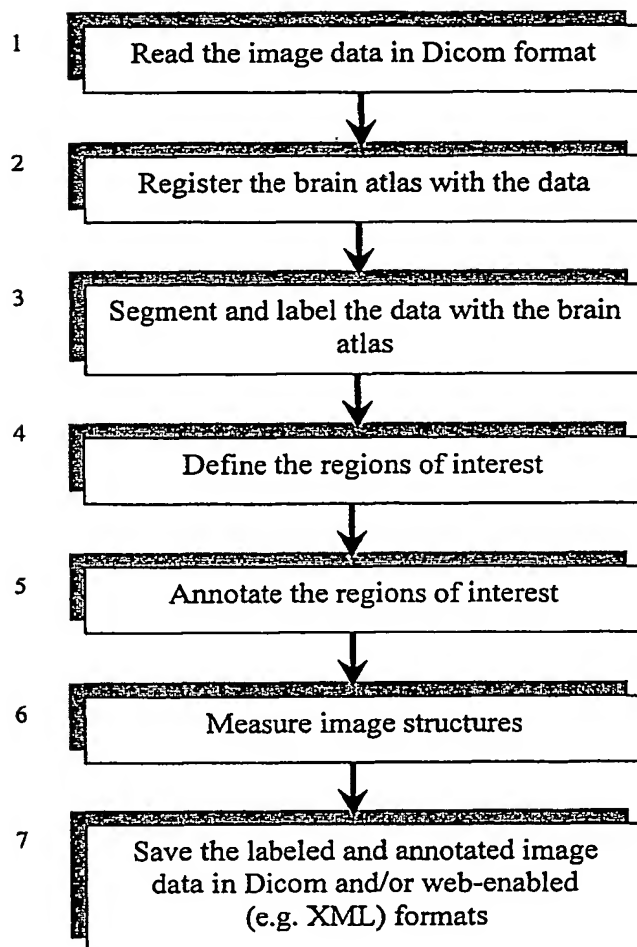 1
Read the image data in Dicom format
2
Register the brain atlas with the data
3
Segment and label the data with the brain
atlas
4
Define the regions of interest
5
Annotate the regions of interest
6
Measure image structures
7
Save the labeled and annotated image
data in Dicom and/or web-enabled
(e.g. XML) formats